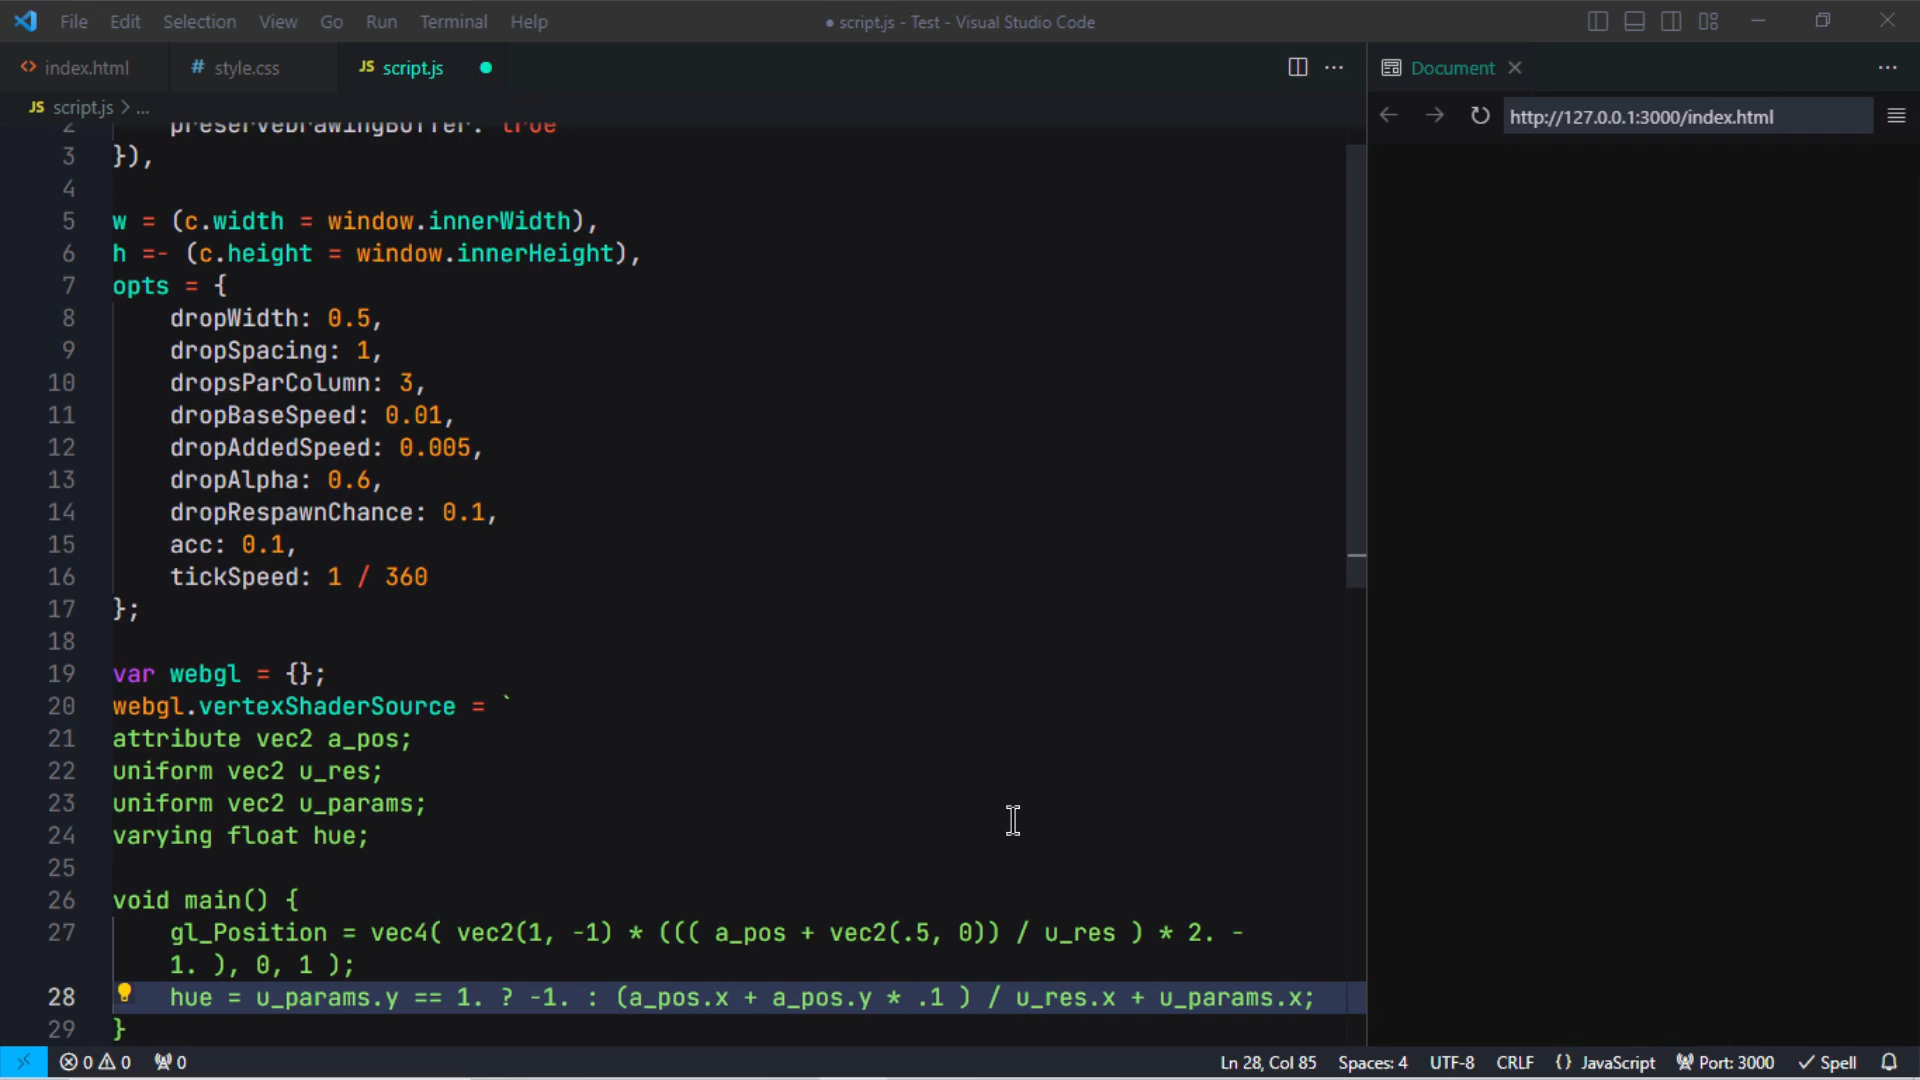 File Edit Selection View Go Run Terminal Help
● script.js - Test - Visual Studio Code
index.html
# style.css
JS script.js
Document
JS script.js > ...
http://127.0.0.1:3000/index.html
2 preserveDrawingBuffer: true
3 }),
4
5 w = (c.width = window.innerWidth),
6 h =- (c.height = window.innerHeight),
7 opts = {
8 dropWidth: 0.5,
9 dropSpacing: 1,
10 dropsParColumn: 3,
11 dropBaseSpeed: 0.01,
12 dropAddedSpeed: 0.005,
13 dropAlpha: 0.6,
14 dropRespawnChance: 0.1,
15 acc: 0.1,
16 tickSpeed: 1 / 360
17 };
18
19 var webgl = {};
20 webgl.vertexShaderSource = `
21 attribute vec2 a_pos;
22 uniform vec2 u_res;
23 uniform vec2 u_params;
24 varying float hue;
25
26 void main() {
27 gl_Position = vec4( vec2(1, -1) * ((( a_pos + vec2(.5, 0)) / u_res ) * 2. -
1. ), 0, 1 );
28 hue = u_params.y == 1. ? -1. : (a_pos.x + a_pos.y * .1 ) / u_res.x + u_params.x;
29 }
0 0 0
Ln 28, Col 85 Spaces: 4 UTF-8 CRLF {} JavaScript Port: 3000 Spell